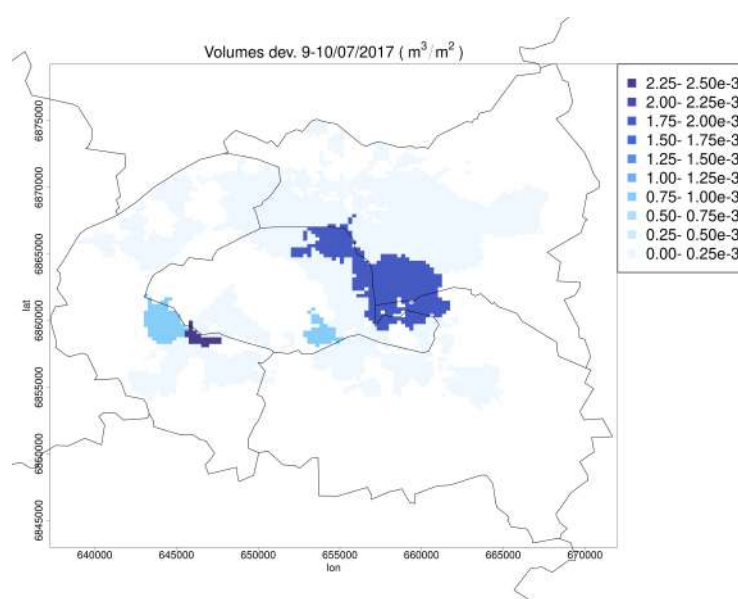 Volumes dev. 9-10/07/2017 ( m³/m² )
2.25- 2.50e-3
2.00- 2.25e-3
1.75- 2.00e-3
1.50- 1.75e-3
1.25- 1.50e-3
1.00- 1.25e-3
0.75- 1.00e-3
0.50- 0.75e-3
0.25- 0.50e-3
0.00- 0.25e-3
6875000
6870000
6865000
6860000
6855000
6850000
6845000
lat
640000 645000 650000 655000 660000 665000 670000
lon